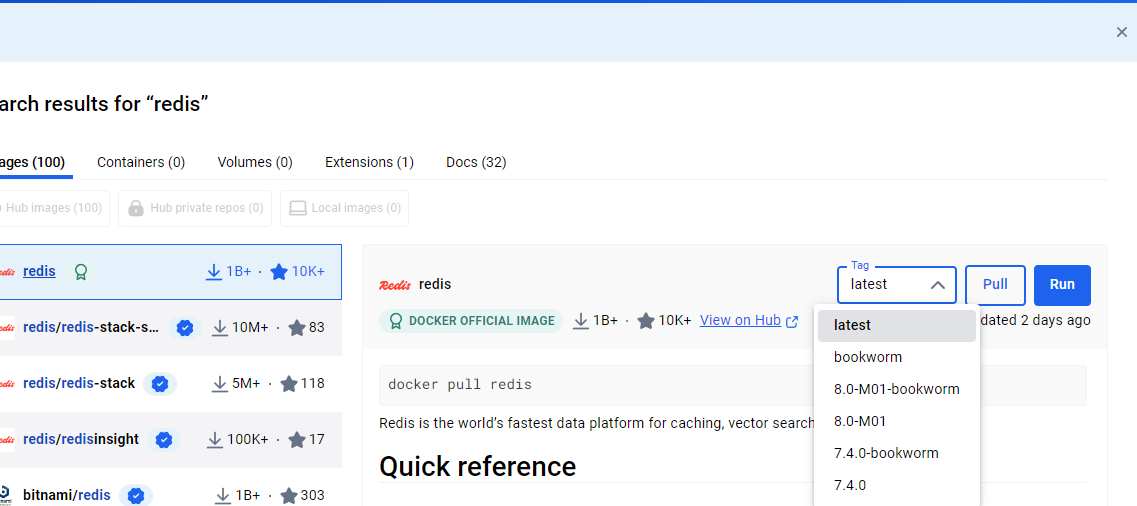 arch results for “redis”
ages (100) Containers (0) Volumes (0) Extensions (1) Docs (32)
Hub images (100) Hub private repos (0) Local images (0)
redis 1B+ · 10K+
redis/redis-stack-s... 10M+ · 83
redis/redis-stack 5M+ · 118
redis/redisinsight 100K+ · 17
bitnami/redis 1B+ · 303
Redis redis
Tag
latest
Pull
Run
DOCKER OFFICIAL IMAGE 1B+ · 10K+ View on Hub
dated 2 days ago
latest
bookworm
8.0-M01-bookworm
8.0-M01
7.4.0-bookworm
7.4.0
docker pull redis
Redis is the world’s fastest data platform for caching, vector search
Quick reference